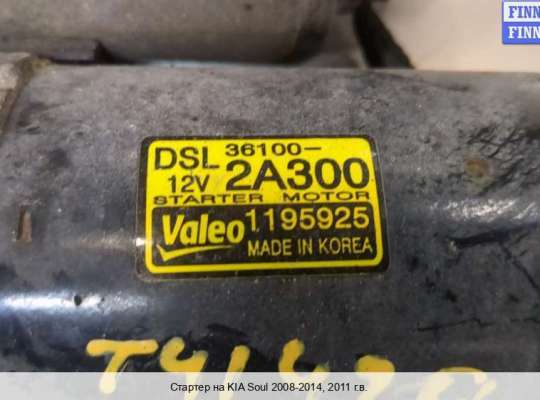 FINN
FINN
DSL 36100-
12V 2A300
STARTER MOTOR
Valeo 1195925
MADE IN KOREA
Стартер на KIA Soul 2008-2014, 2011 г.в.